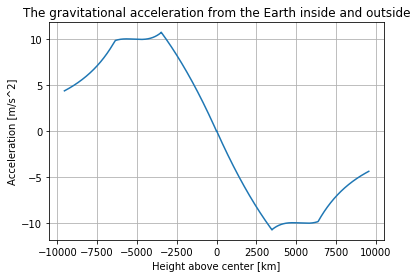 The gravitational acceleration from the Earth inside and outside
Acceleration [m/s^2]
10
5
0
−5
−10
−10000 −7500 −5000 −2500 0 2500 5000 7500 10000
Height above center [km]